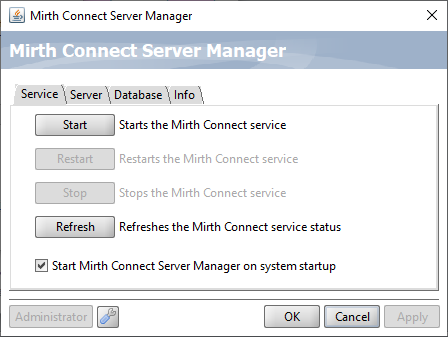 Mirth Connect Server Manager
Mirth Connect Server Manager
Service Server Database Info
Start Starts the Mirth Connect service
Restart Restarts the Mirth Connect service
Stop Stops the Mirth Connect service
Refresh Refreshes the Mirth Connect service status
Start Mirth Connect Server Manager on system startup
Administrator OK Cancel Apply